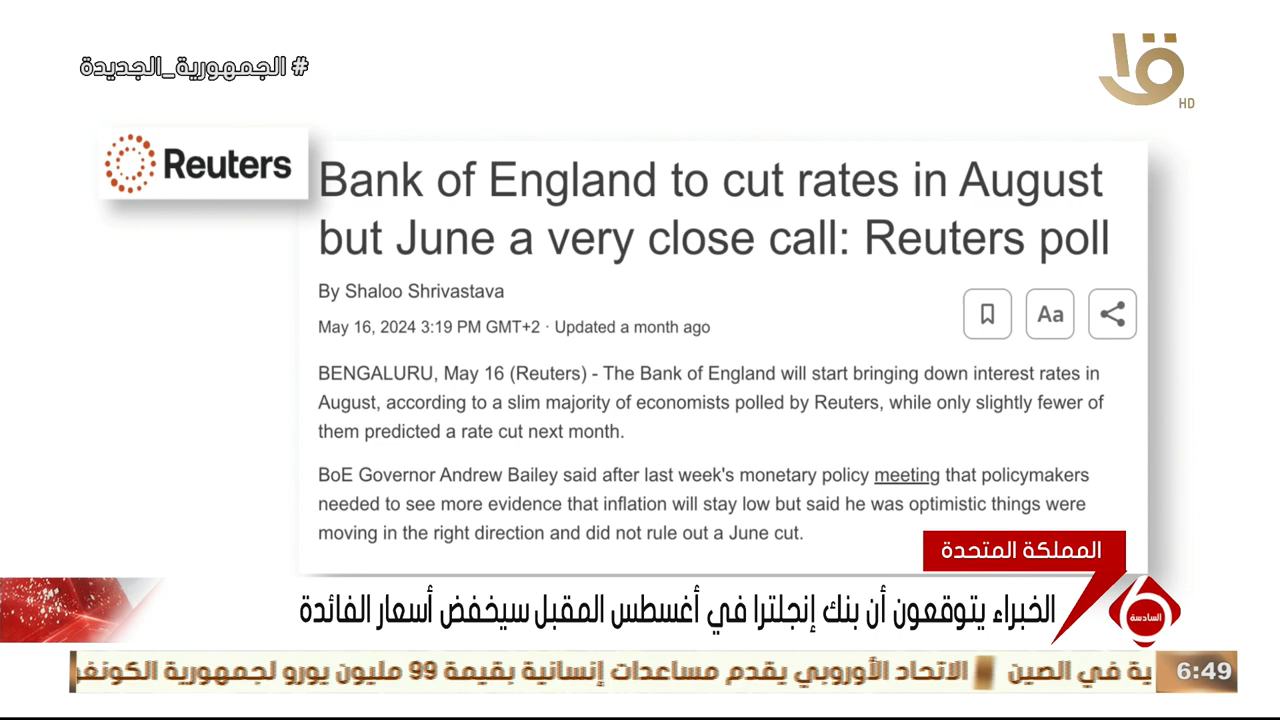 # الجمهورية_الجديدة
HD
Reuters
Bank of England to cut rates in August
but June a very close call: Reuters poll
By Shaloo Shrivastava
May 16, 2024 3:19 PM GMT+2 · Updated a month ago
Aa
BENGALURU, May 16 (Reuters) - The Bank of England will start bringing down interest rates in
August, according to a slim majority of economists polled by Reuters, while only slightly fewer of
them predicted a rate cut next month.
BoE Governor Andrew Bailey said after last week's monetary policy meeting that policymakers
needed to see more evidence that inflation will stay low but said he was optimistic things were
moving in the right direction and did not rule out a June cut.
المملكة المتحدة
الخبراء يتوقعون أن بنك إنجلترا في أغسطس المقبل سيخفض أسعار الفائدة
السادسة
6:49
ية في الصين الاتحاد الأوروبي يقدم مساعدات إنسانية بقيمة 99 مليون يورو لجمهورية الكونغ